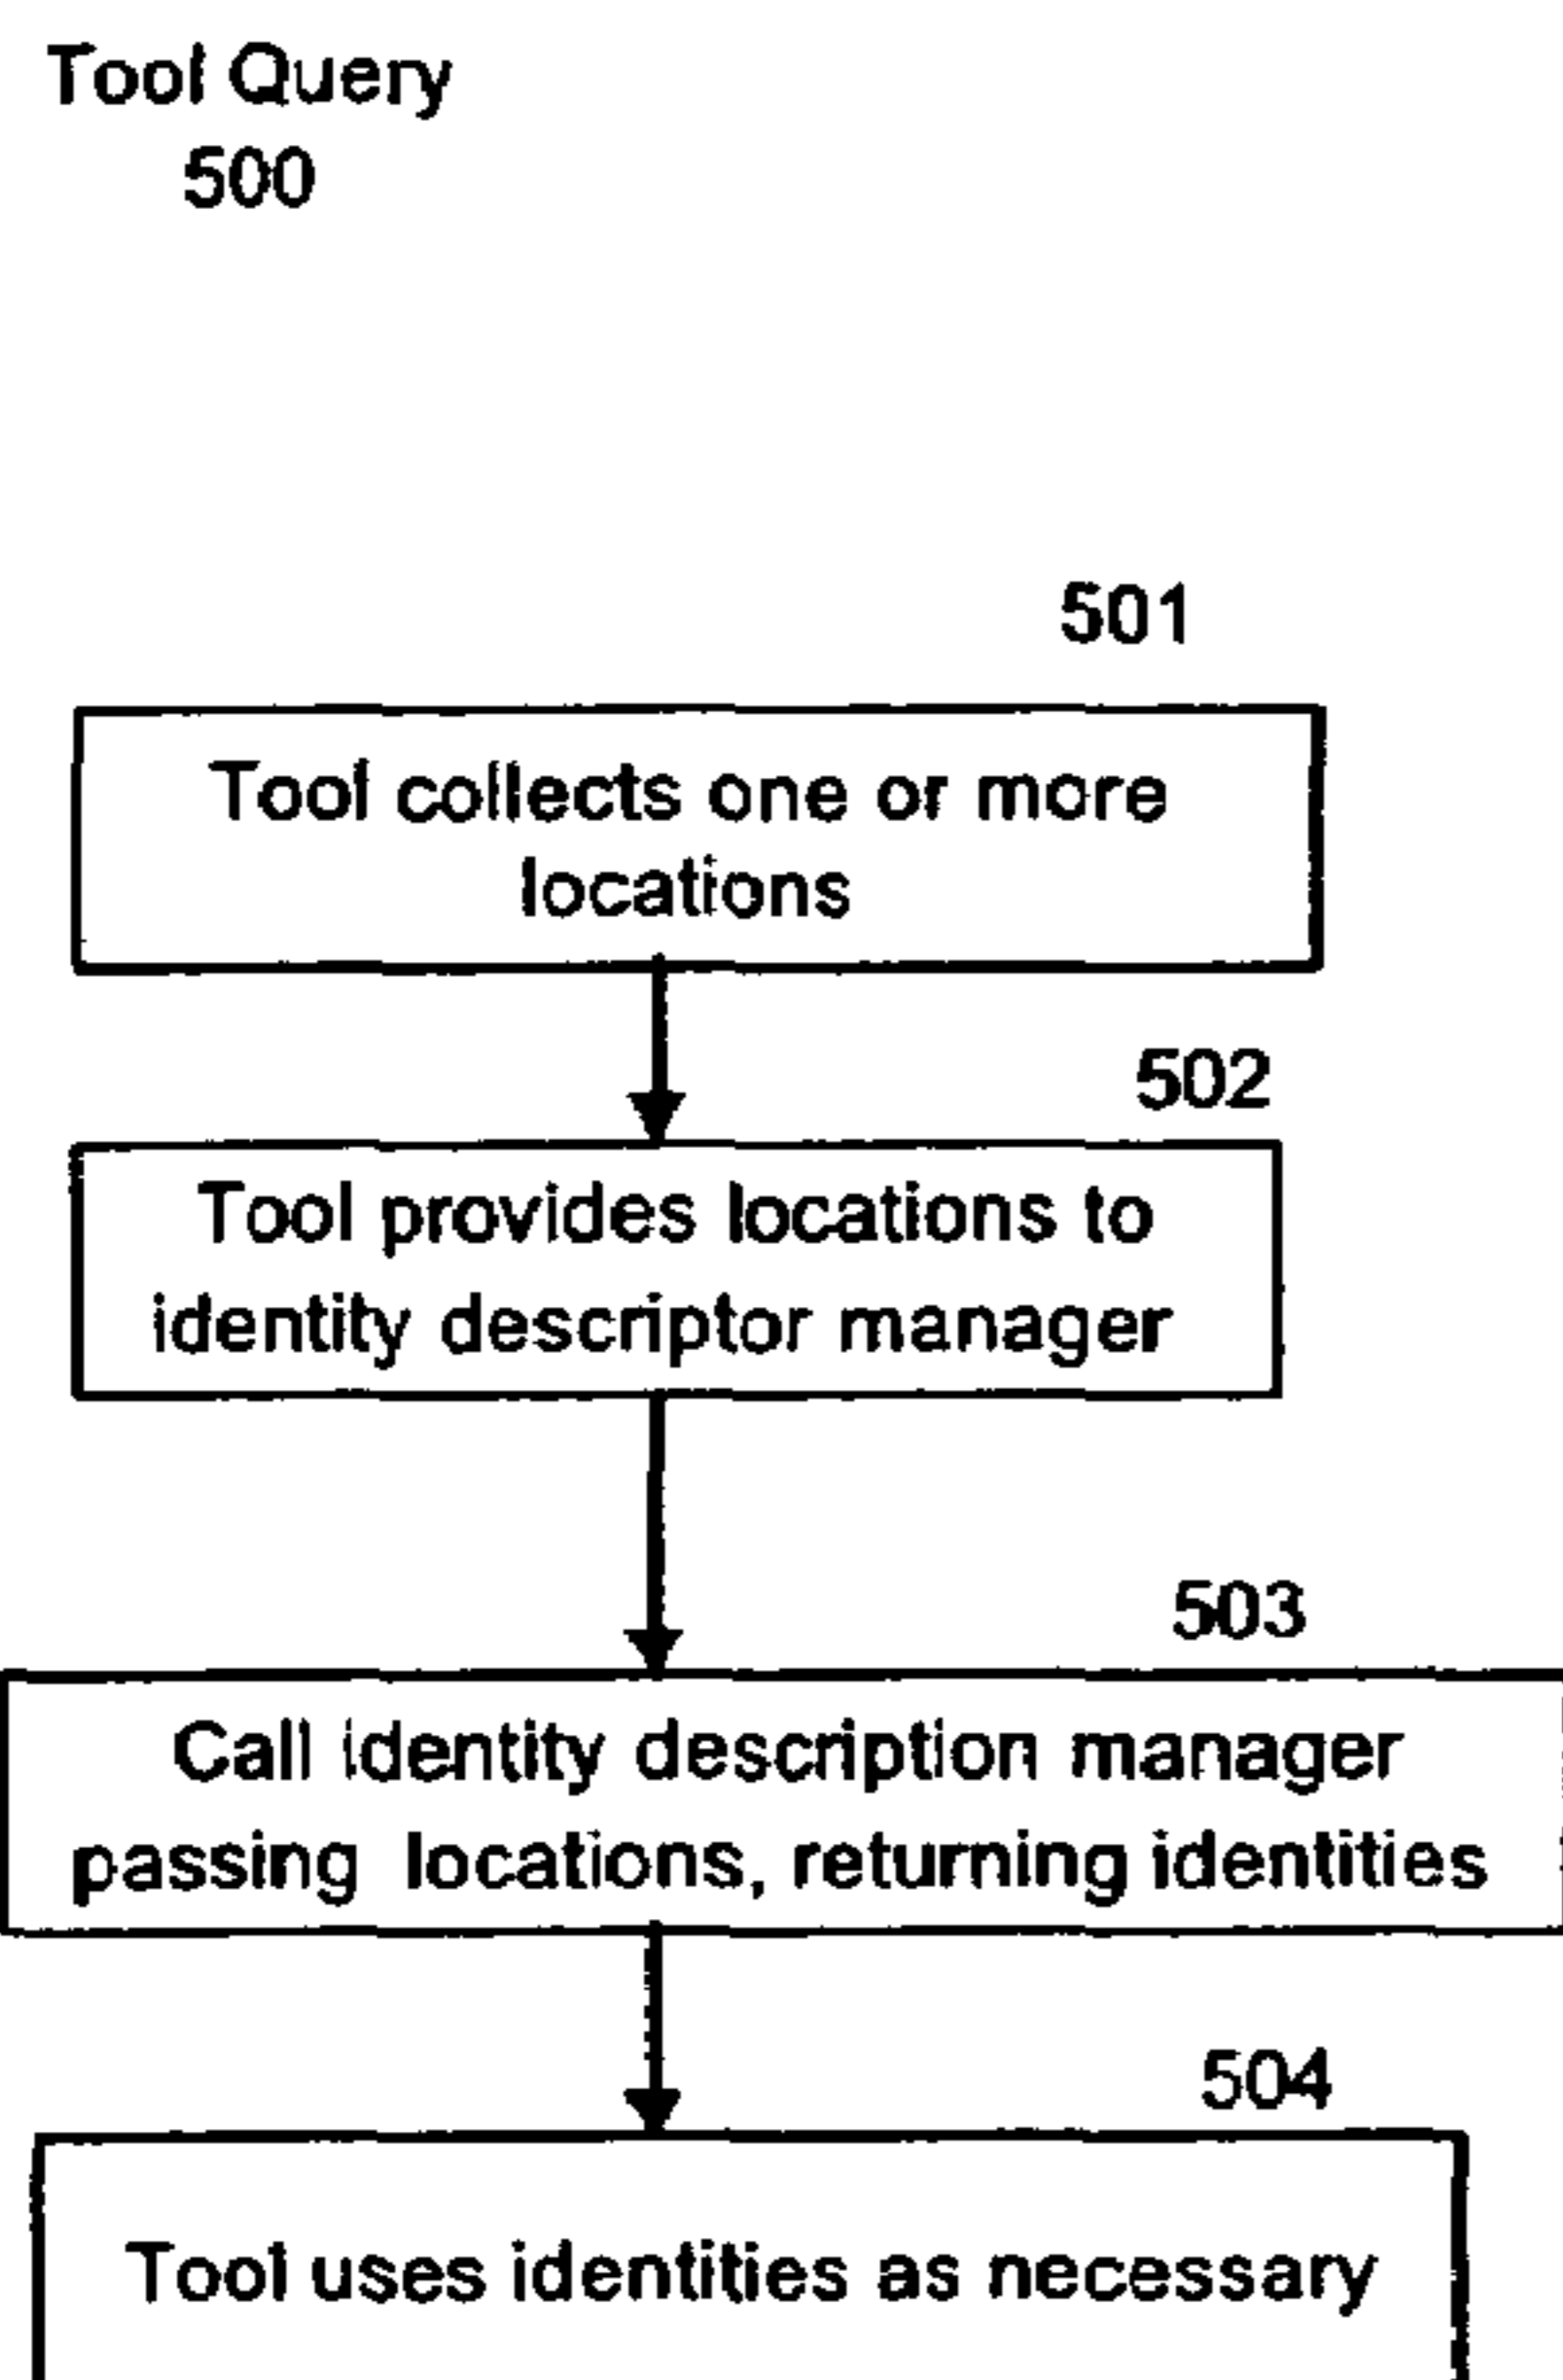 Tool Query
500
501
Tool collects one or more
locations
502
Tool provides locations to
identity descriptor manager
503
Call identity description manager
passing locations, returning identities
504
Tool uses identities as necessary